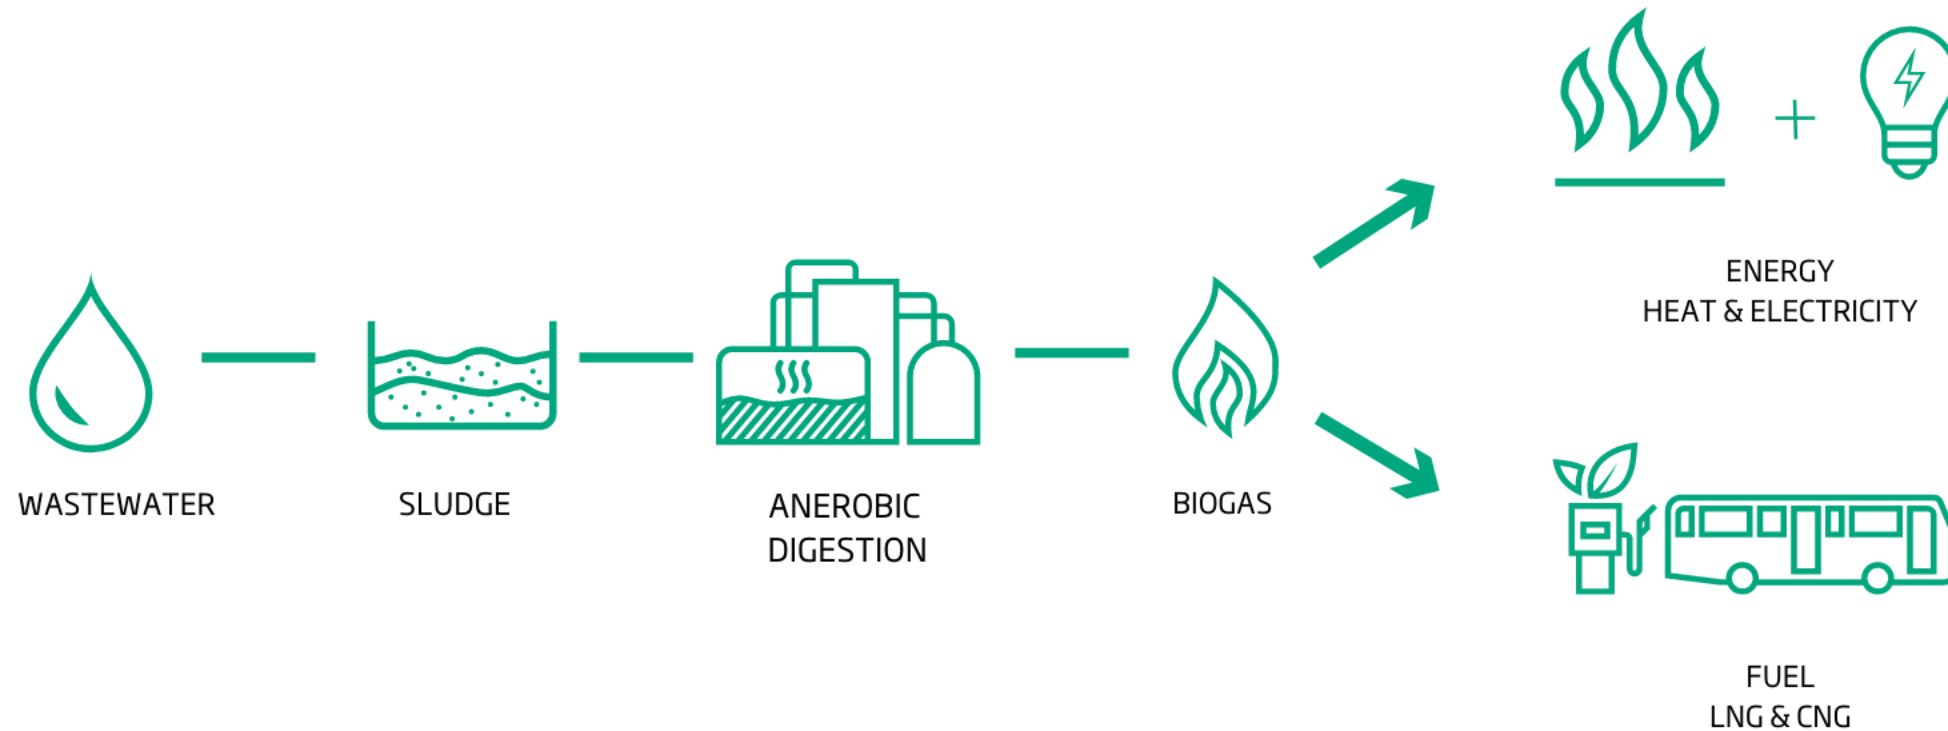 WASTEWATER
SLUDGE
ANEROBIC
DIGESTION
BIOGAS
ENERGY
HEAT & ELECTRICITY
FUEL
LNG & CNG